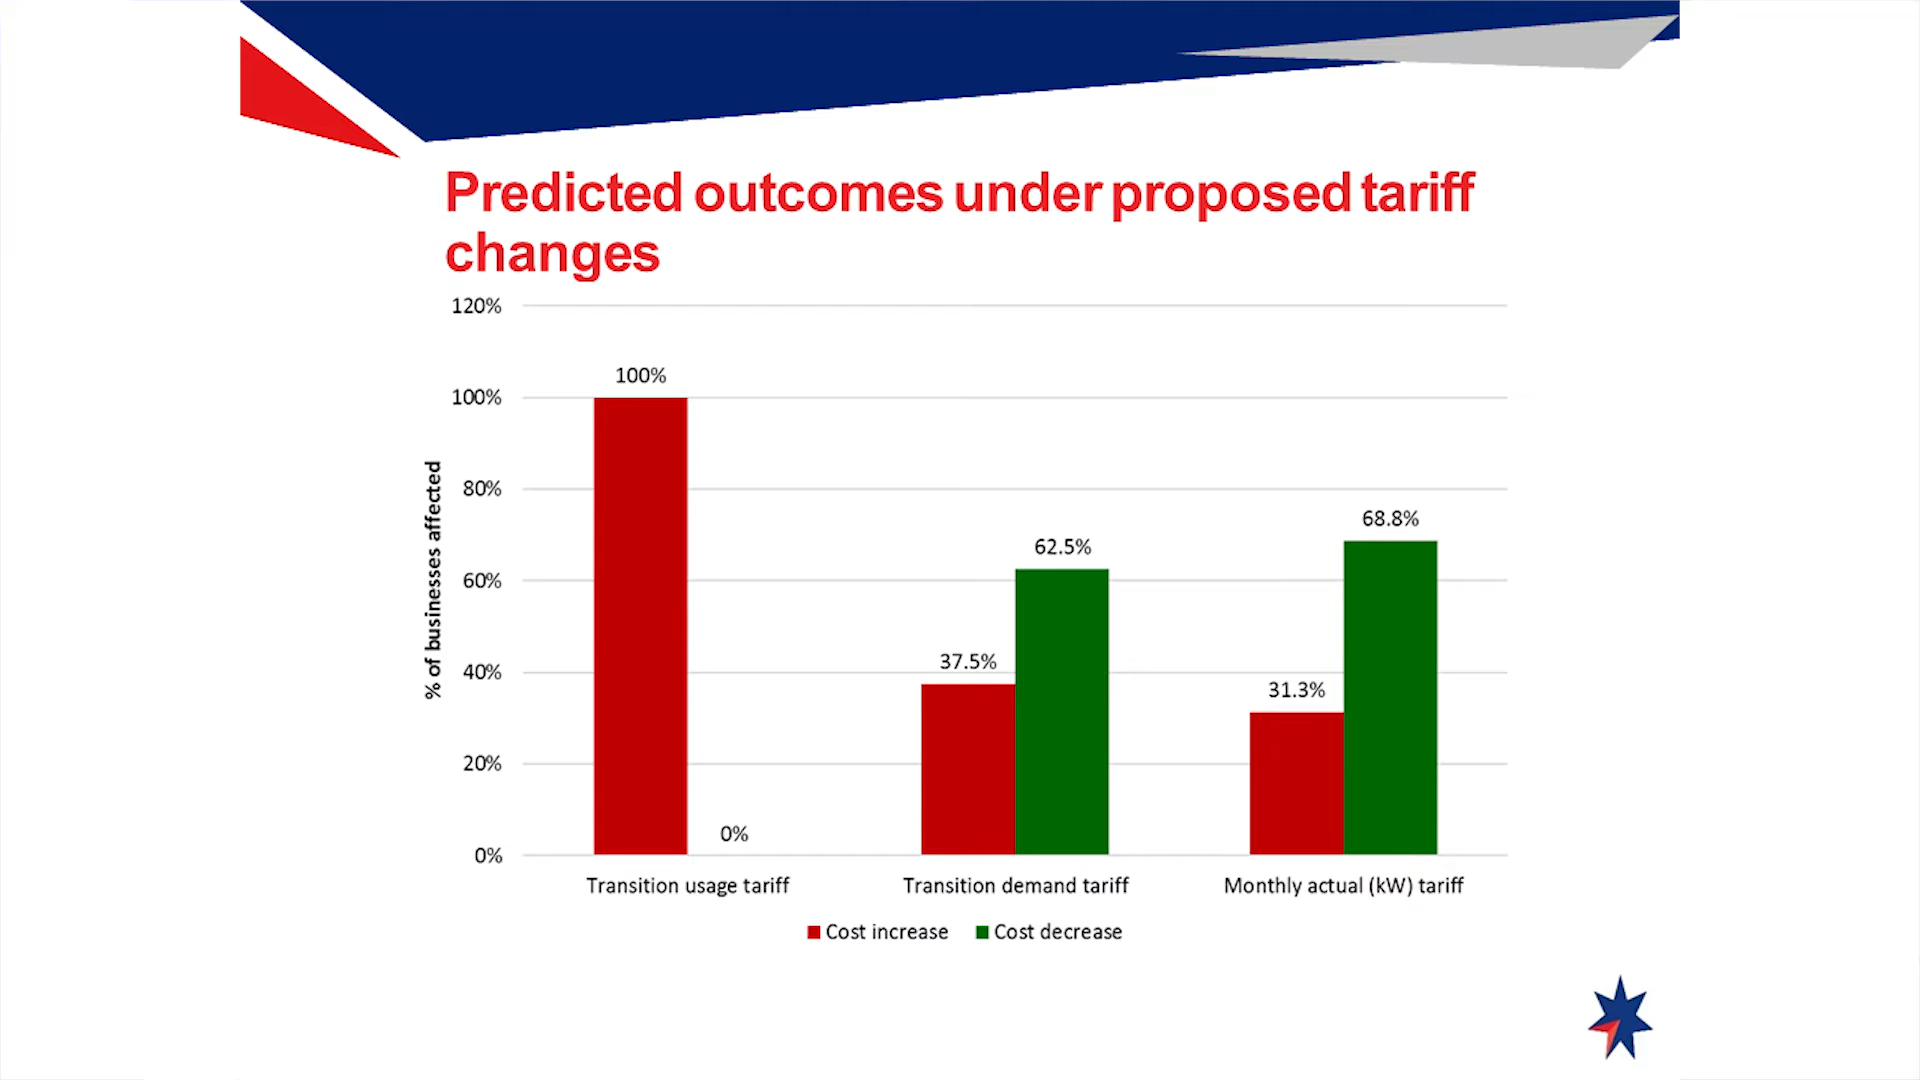 Predicted outcomes under proposed tariff
changes
120%
100%
80%
60%
40%
20%
0%
% of businesses affected
100%
0%
37.5%
62.5%
31.3%
68.8%
Transition usage tariff
Transition demand tariff
Monthly actual (kW) tariff
Cost increase
Cost decrease